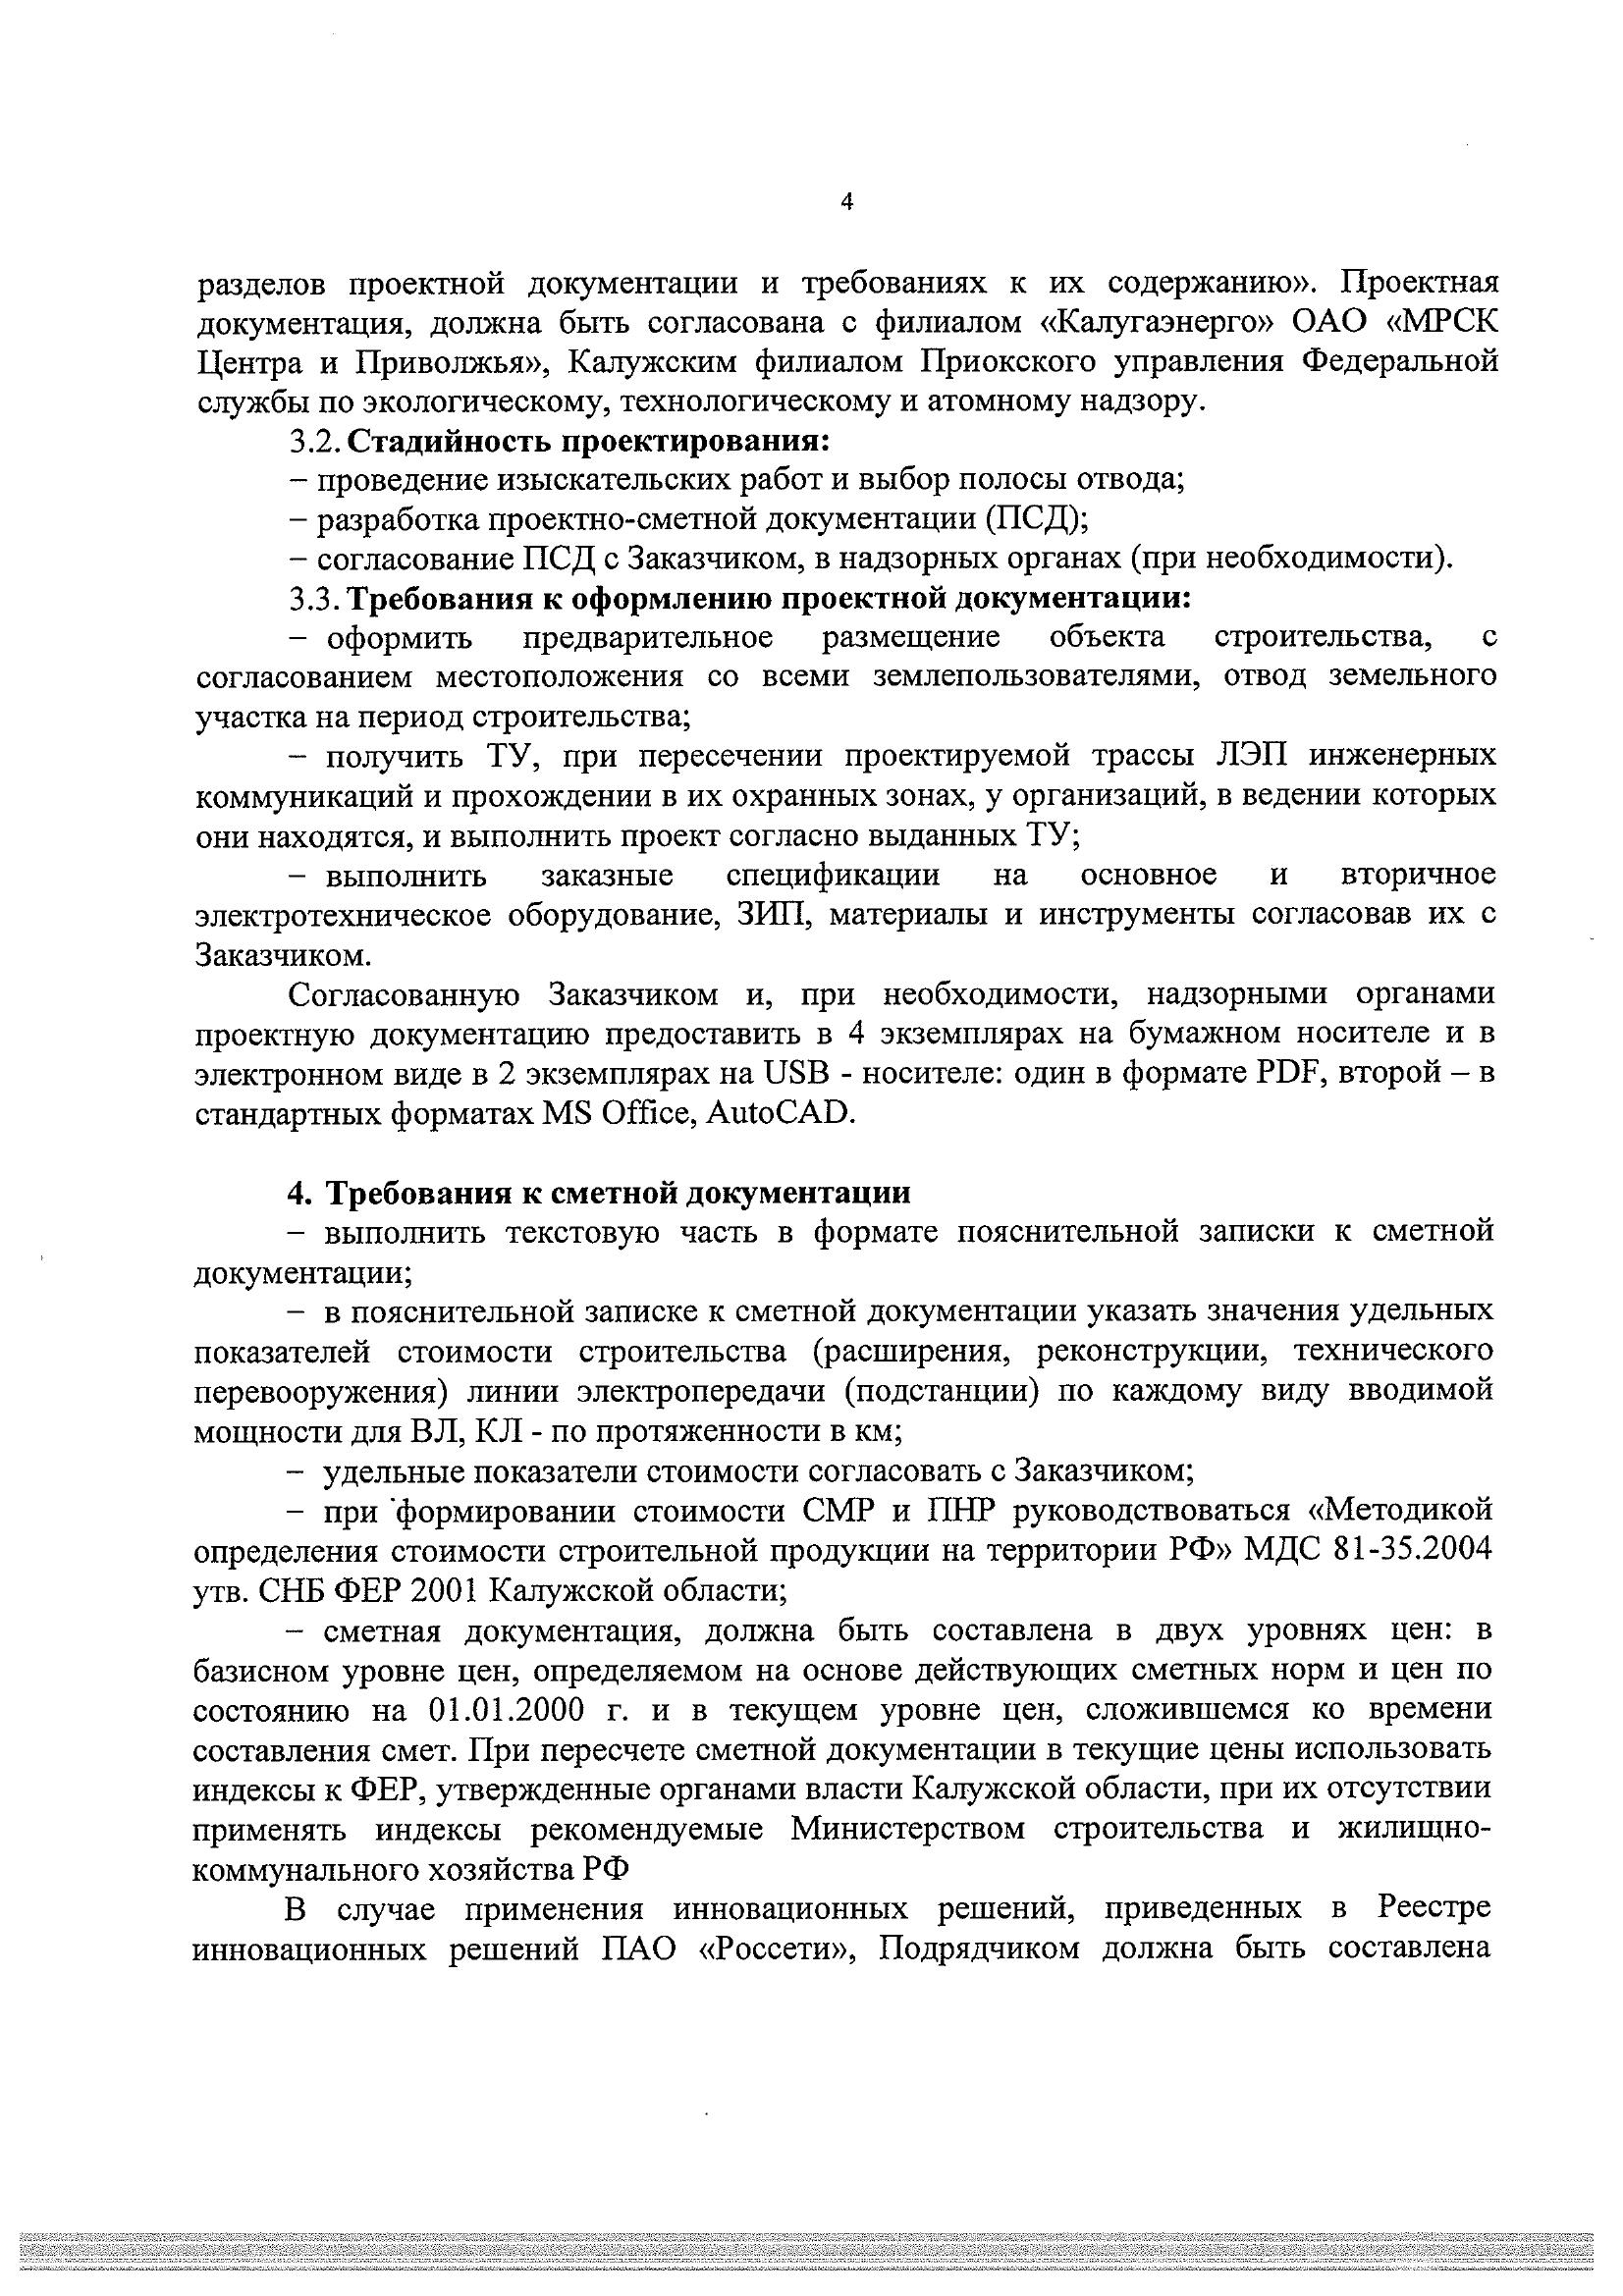 4
разделов проектной документации и требованиях к их содержанию». Проектная
документация, должна быть согласована с филиалом «Калугаэнерго» ОАО «МРСК
Центра и Приволжья», Калужским филиалом Приокского управления Федеральной
службы по экологическому, технологическому и атомному надзору.
3.2. Стадийность проектирования:
– проведение изыскательских работ и выбор полосы отвода;
– разработка проектно-сметной документации (ПСД);
– согласование ПСД с Заказчиком, в надзорных органах (при необходимости).
3.3. Требования к оформлению проектной документации:
– оформить предварительное размещение объекта строительства, с
согласованием местоположения со всеми землепользователями, отвод земельного
участка на период строительства;
– получить ТУ, при пересечении проектируемой трассы ЛЭП инженерных
коммуникаций и прохождении в их охранных зонах, у организаций, в ведении которых
они находятся, и выполнить проект согласно выданных ТУ;
– выполнить заказные спецификации на основное и вторичное
электротехническое оборудование, ЗИП, материалы и инструменты согласовав их с
Заказчиком.
Согласованную Заказчиком и, при необходимости, надзорными органами
проектную документацию предоставить в 4 экземплярах на бумажном носителе и в
электронном виде в 2 экземплярах на USB - носителе: один в формате PDF, второй – в
стандартных форматах MS Office, AutoCAD.
4. Требования к сметной документации
– выполнить текстовую часть в формате пояснительной записки к сметной
документации;
– в пояснительной записке к сметной документации указать значения удельных
показателей стоимости строительства (расширения, реконструкции, технического
перевооружения) линии электропередачи (подстанции) по каждому виду вводимой
мощности для ВЛ, КЛ - по протяженности в км;
– удельные показатели стоимости согласовать с Заказчиком;
– при формировании стоимости СМР и ПНР руководствоваться «Методикой
определения стоимости строительной продукции на территории РФ» МДС 81-35.2004
утв. СНБ ФЕР 2001 Калужской области;
– сметная документация, должна быть составлена в двух уровнях цен: в
базисном уровне цен, определяемом на основе действующих сметных норм и цен по
состоянию на 01.01.2000 г. и в текущем уровне цен, сложившемся ко времени
составления смет. При пересчете сметной документации в текущие цены использовать
индексы к ФЕР, утвержденные органами власти Калужской области, при их отсутствии
применять индексы рекомендуемые Министерством строительства и жилищно-
коммунального хозяйства РФ
В случае применения инновационных решений, приведенных в Реестре
инновационных решений ПАО «Россети», Подрядчиком должна быть составлена